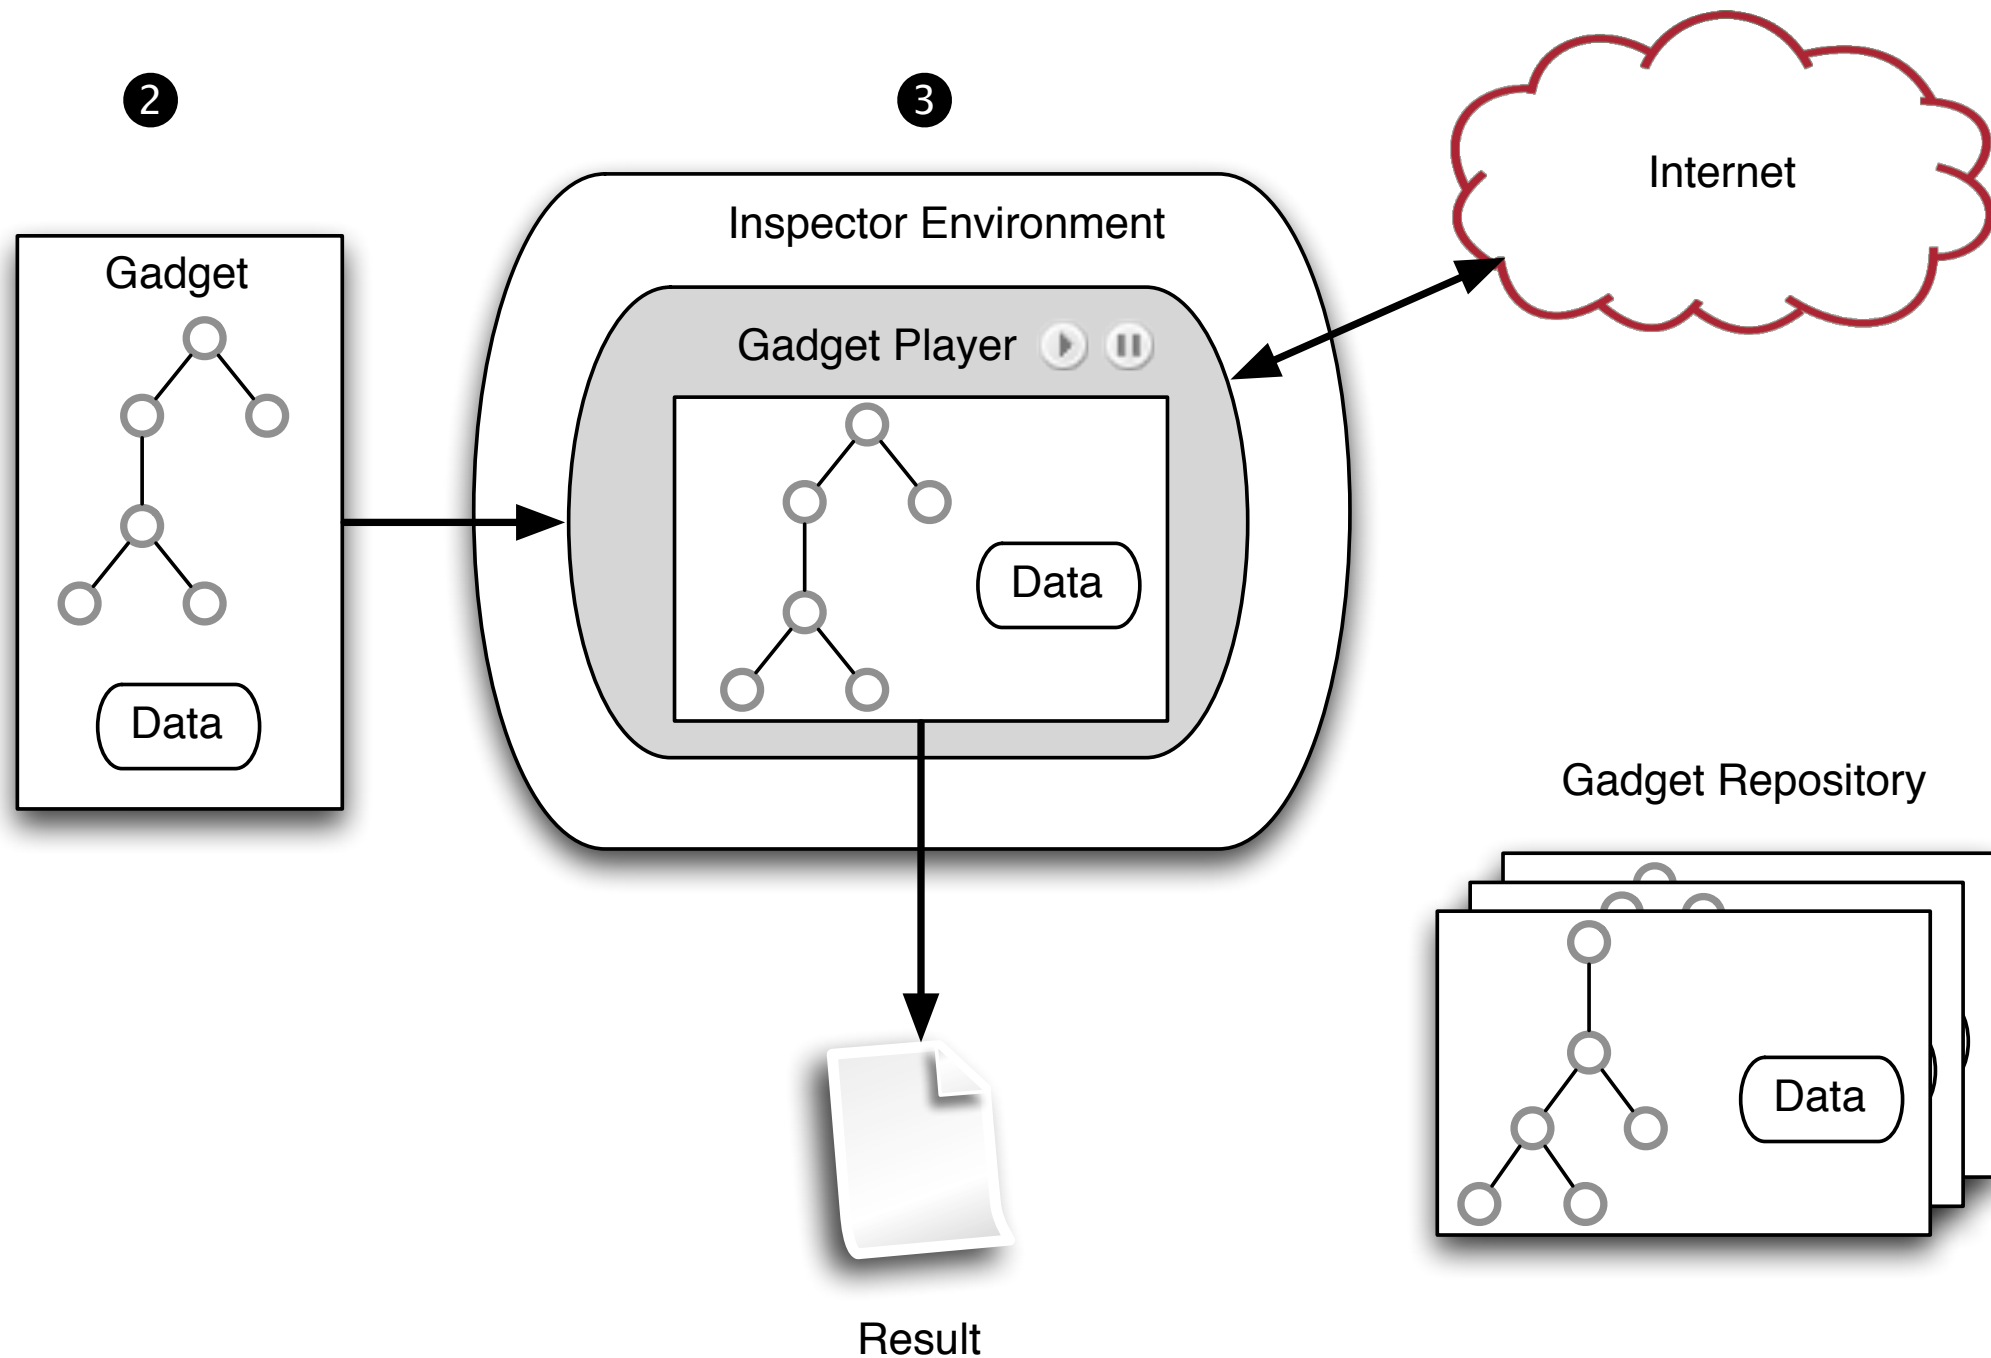 2
3
Internet
Inspector Environment
Gadget
Gadget Player
Data
Data
Gadget Repository
Data
Result